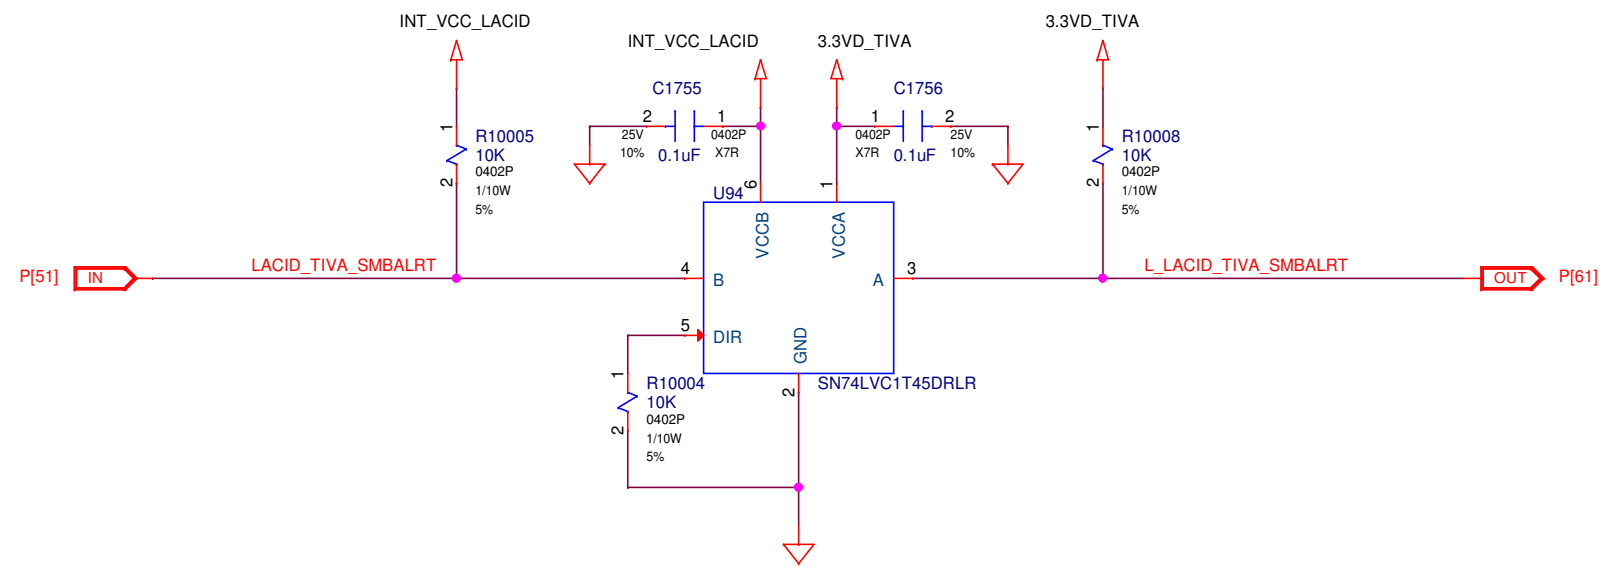 INT_VCC_LACID
3.3VD_TIVA
INT_VCC_LACID
3.3VD_TIVA
C1755
C1756
2
1
1
2
25V
0402P
0402P
25V
10%
0.1uF
X7R
X7R
0.1uF
10%
1
R10005
10K
0402P
2
1/10W
5%
1
R10008
10K
0402P
2
1/10W
5%
U94
6
1
VCCB
VCCA
P[51]
IN
LACID_TIVA_SMBALRT
4
B
A
3
L_LACID_TIVA_SMBALRT
OUT
P[61]
5
DIR
GND
2
SN74LVC1T45DRLR
1
R10004
10K
0402P
2
1/10W
5%